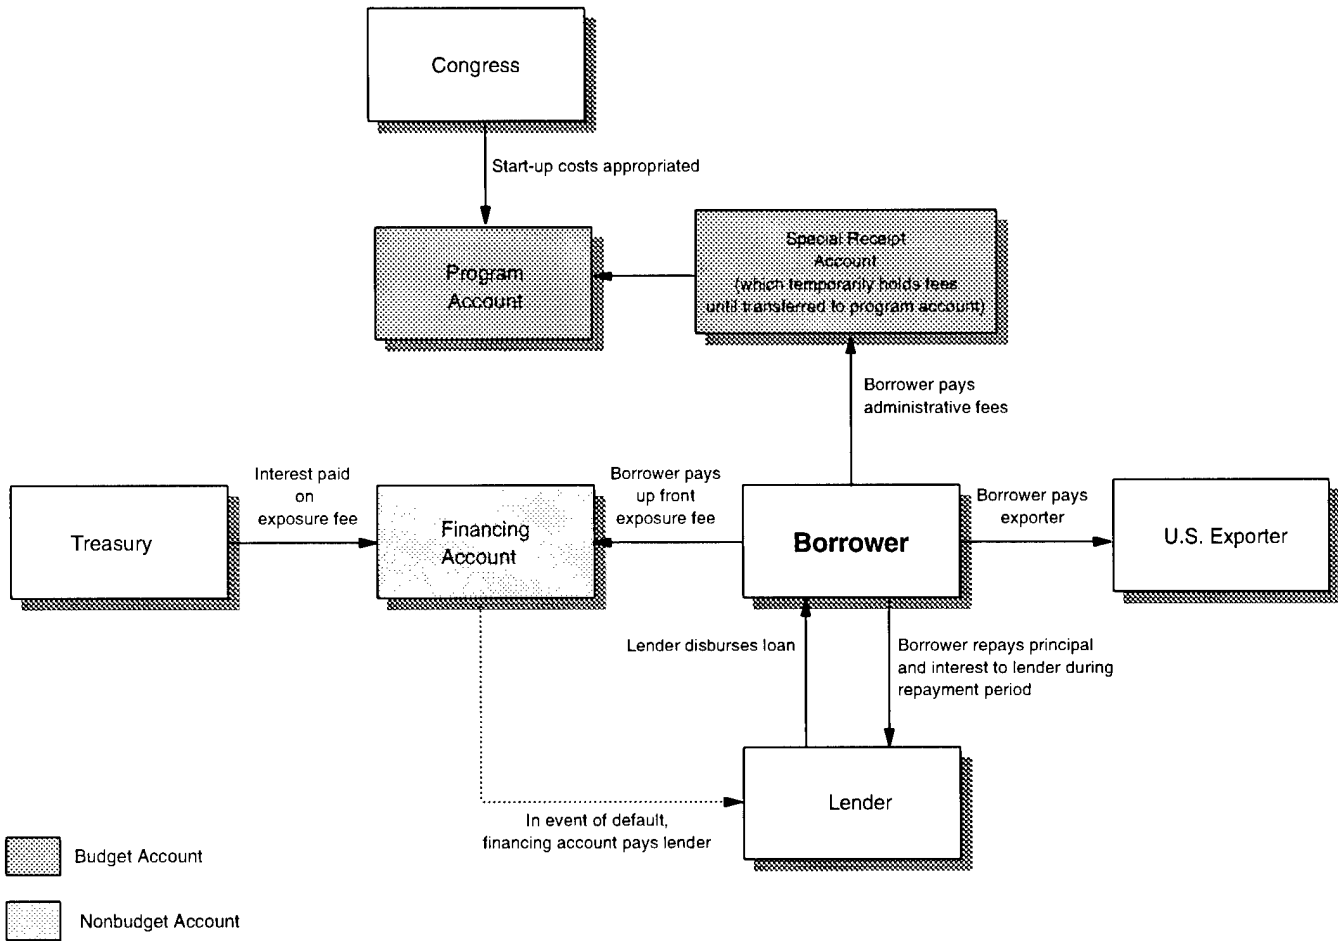 Congress
Start-up costs appropriated
Program
Account
Special Receipt
Account
(which temporarily holds fees
until transferred to program account)
Borrower pays
administrative fees
Treasury
Interest paid
on
exposure fee
Financing
Account
Borrower pays
up front
exposure fee
Borrower
Borrower pays
exporter
U.S. Exporter
Lender disburses loan
Borrower repays principal
and interest to lender during
repayment period
Lender
In event of default,
financing account pays lender
Budget Account
Nonbudget Account